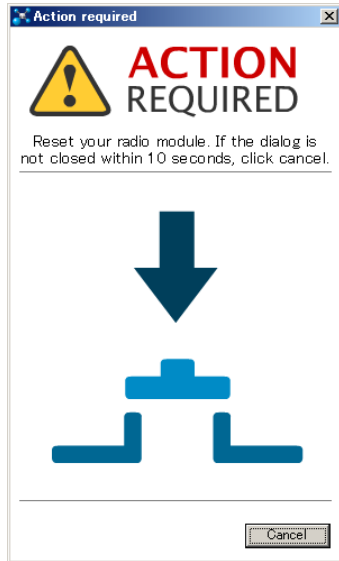 Action required
ACTION
REQUIRED
Reset your radio module. If the dialog is
not closed within 10 seconds, click cancel.
Cancel